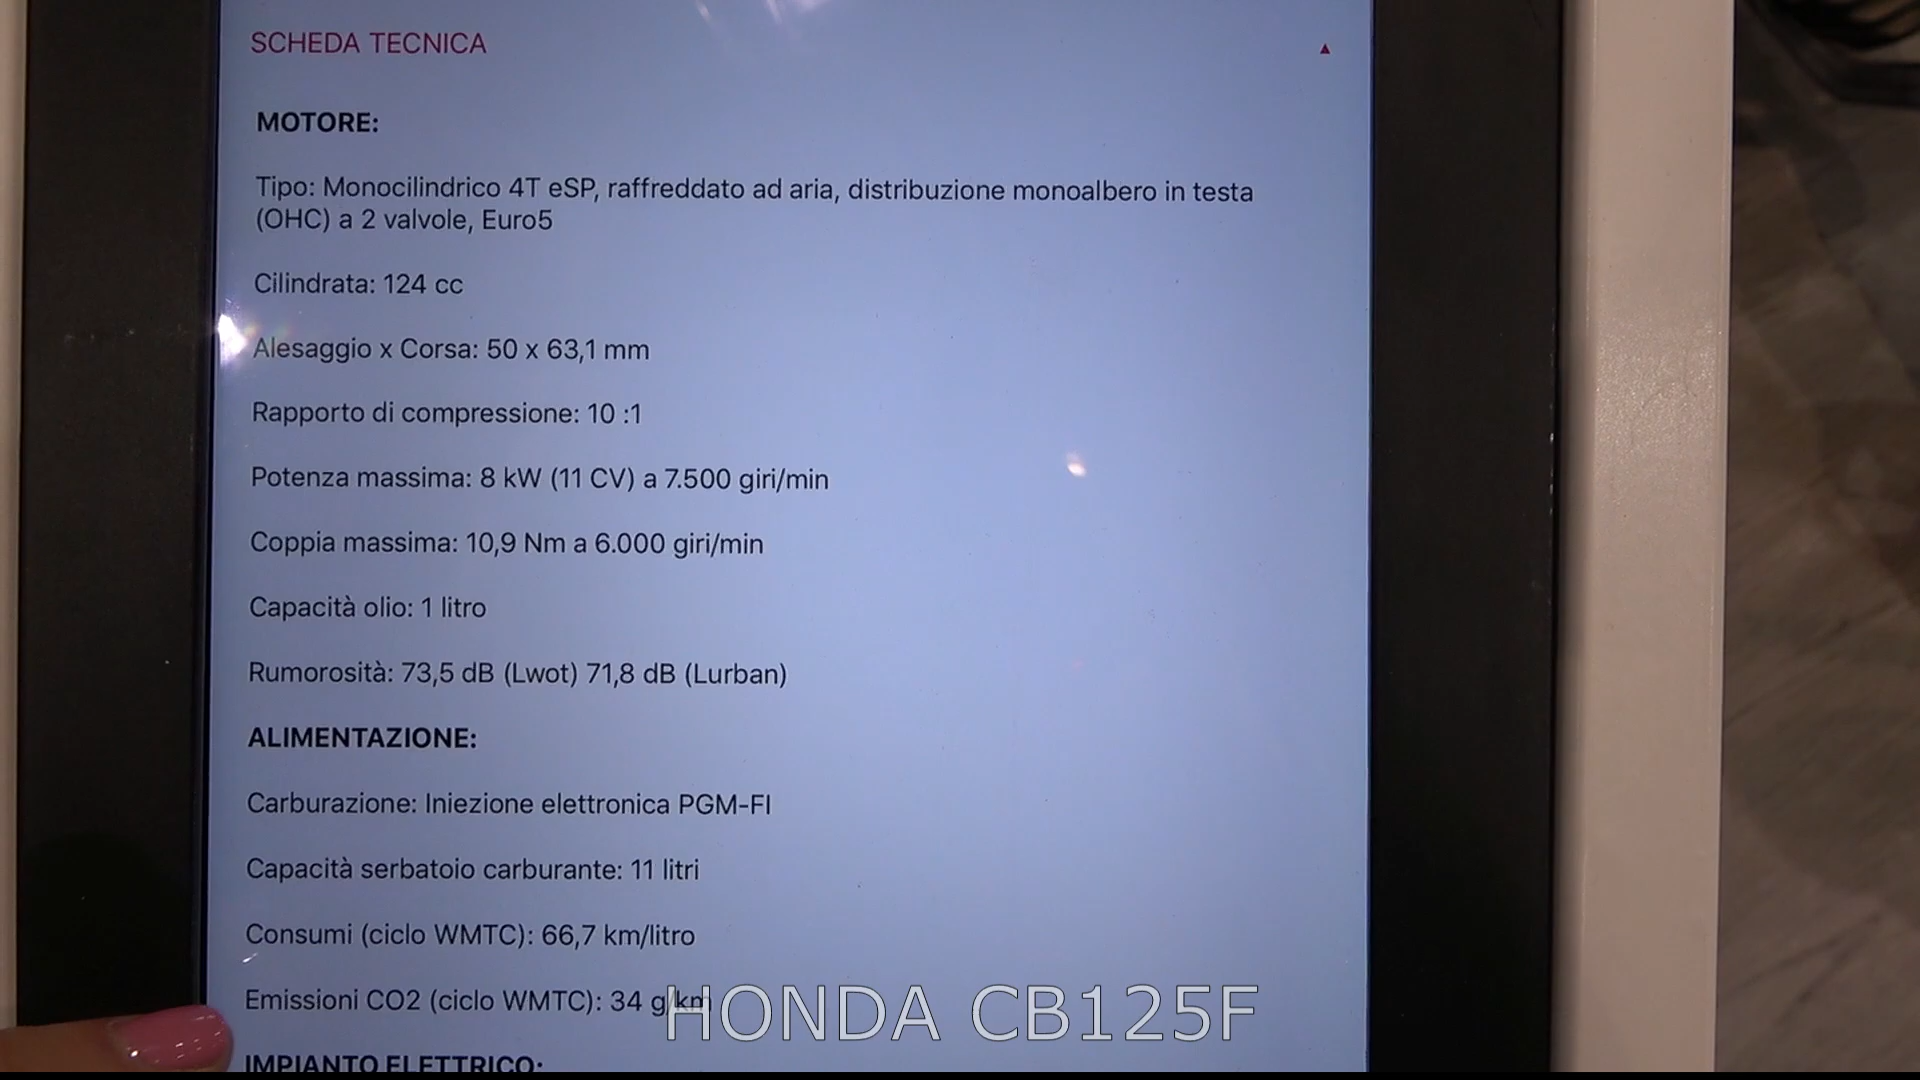 SCHEDA TECNICA
MOTORE:
Tipo: Monocilindrico 4T eSP, raffreddato ad aria, distribuzione monoalbero in testa
(OHC) a 2 valvole, Euro5
Cilindrata: 124 cc
Alesaggio x Corsa: 50 x 63,1 mm
Rapporto di compressione: 10 :1
Potenza massima: 8 kW (11 CV) a 7.500 giri/min
Coppia massima: 10,9 Nm a 6.000 giri/min
Capacità olio: 1 litro
Rumorosità: 73,5 dB (Lwot) 71,8 dB (Lurban)
ALIMENTAZIONE:
Carburazione: Iniezione elettronica PGM-FI
Capacità serbatoio carburante: 11 litri
Consumi (ciclo WMTC): 66,7 km/litro
Emissioni CO2 (ciclo WMTC): 34 g/km
HONDA CB125F
IMPIANTO ELETTRICO: